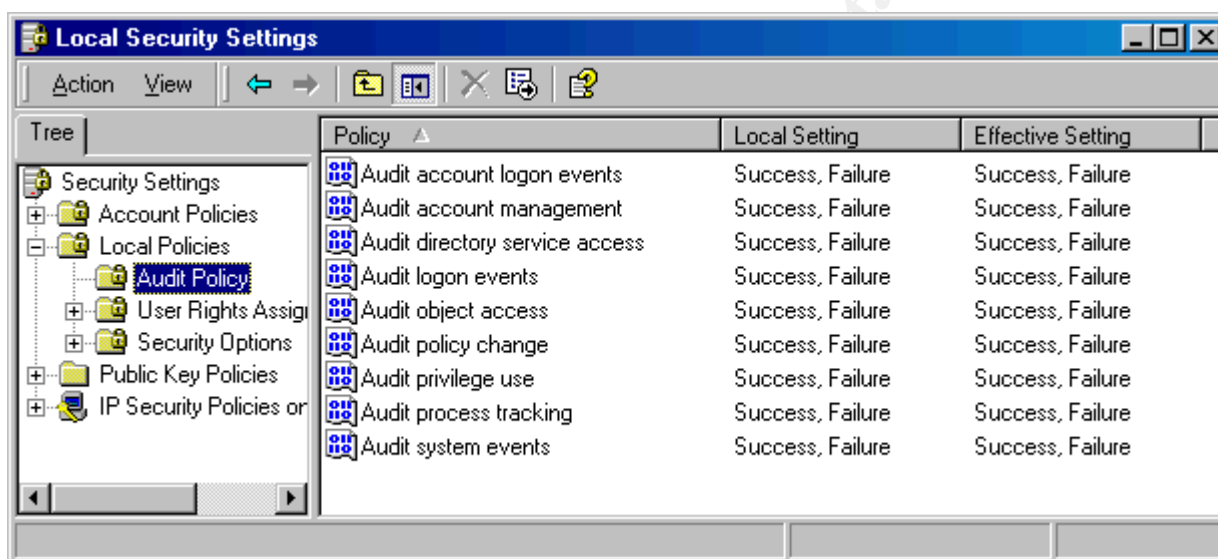 Local Security Settings
Action View
Tree
Security Settings
Account Policies
Local Policies
Audit Policy
User Rights Assig
Security Options
Public Key Policies
IP Security Policies or
Policy Local Setting Effective Setting
Audit account logon events Success, Failure Success, Failure
Audit account management Success, Failure Success, Failure
Audit directory service access Success, Failure Success, Failure
Audit logon events Success, Failure Success, Failure
Audit object access Success, Failure Success, Failure
Audit policy change Success, Failure Success, Failure
Audit privilege use Success, Failure Success, Failure
Audit process tracking Success, Failure Success, Failure
Audit system events Success, Failure Success, Failure